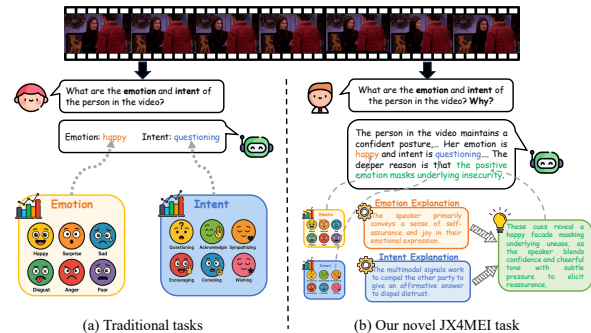 What are the emotion and intent of
the person in the video?
Emotion: happy Intent: questioning
Emotion
Happy Surprise Sad
Disgust Anger Fear
Intent
Questioning Acknowledgin Sympathizing
Encouraging Consoling Wishing
(a) Traditional tasks
What are the emotion and intent of
the person in the video? Why?
The person in the video maintains a
confident posture,... Her emotion is
happy and intent is questioning.... The
deeper reason is that the positive
emotion masks underlying insecurity.
Emotion Explanation
The speaker primarily
conveys a sense of self-
assurance and joy in their
emotional expression.
Intent Explanation
The multimodal signals work
to compel the other party to
give an affirmative answer
to dispel distrust.
These cues reveal a
happy facade masking
underlying unease, as
the speaker blends
confidence and cheerful
tone with subtle
pressure to elicit
reassurance.
(b) Our novel JX4MEI task